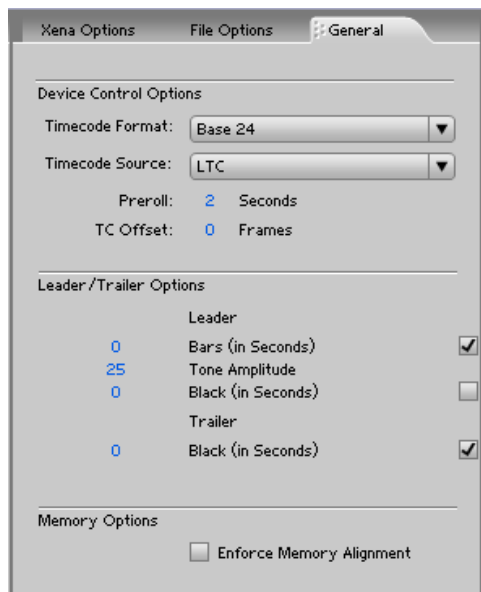 Xena Options File Options General
Device Control Options
Timecode Format: Base 24
Timecode Source: LTC
Preroll: 2 Seconds
TC Offset: 0 Frames
Leader/Trailer Options
Leader
0 Bars (in Seconds)
25 Tone Amplitude
0 Black (in Seconds)
Trailer
0 Black (in Seconds)
Memory Options
Enforce Memory Alignment